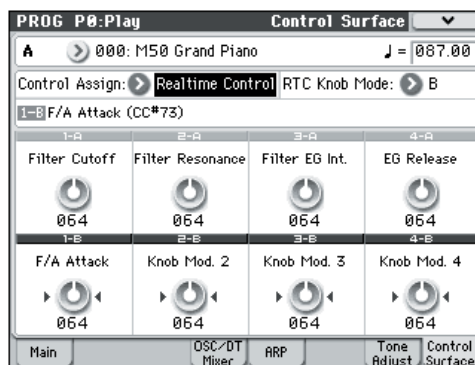 PROG P0:Play Control Surface
A 000: M50 Grand Piano ♩= 087.00
Control Assign: Realtime Control RTC Knob Mode: B
1-B F/A Attack (CC#73)
1-A 2-A 3-A 4-A
Filter Cutoff Filter Resonance Filter EG Int. EG Release
064 064 064 064
1-B 2-B 3-B 4-B
F/A Attack Knob Mod. 2 Knob Mod. 3 Knob Mod. 4
064 064 064 064
Main OSC/DT Mixer ARP Tone Adjust Control Surface